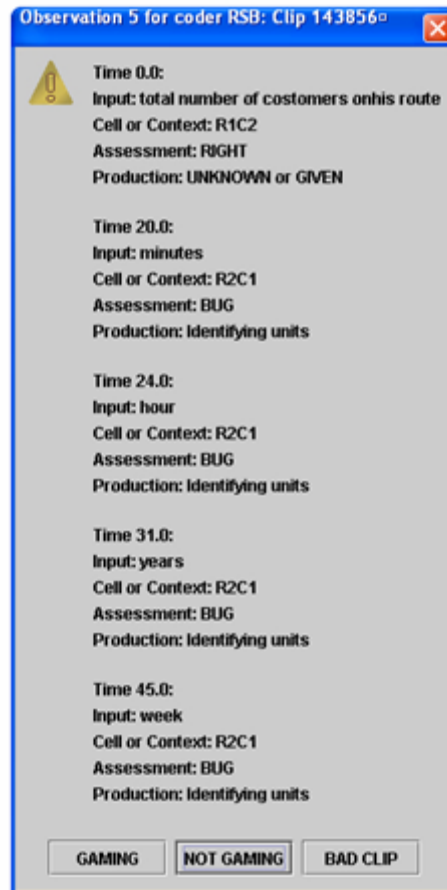 Observation 5 for coder RSB: Clip 143856
Time 0.0:
Input: total number of costomers onhis route
Cell or Context: R1C2
Assessment: RIGHT
Production: UNKNOWN or GIVEN
Time 20.0:
Input: minutes
Cell or Context: R2C1
Assessment: BUG
Production: Identifying units
Time 24.0:
Input: hour
Cell or Context: R2C1
Assessment: BUG
Production: Identifying units
Time 31.0:
Input: years
Cell or Context: R2C1
Assessment: BUG
Production: Identifying units
Time 45.0:
Input: week
Cell or Context: R2C1
Assessment: BUG
Production: Identifying units
GAMING NOT GAMING BAD CLIP